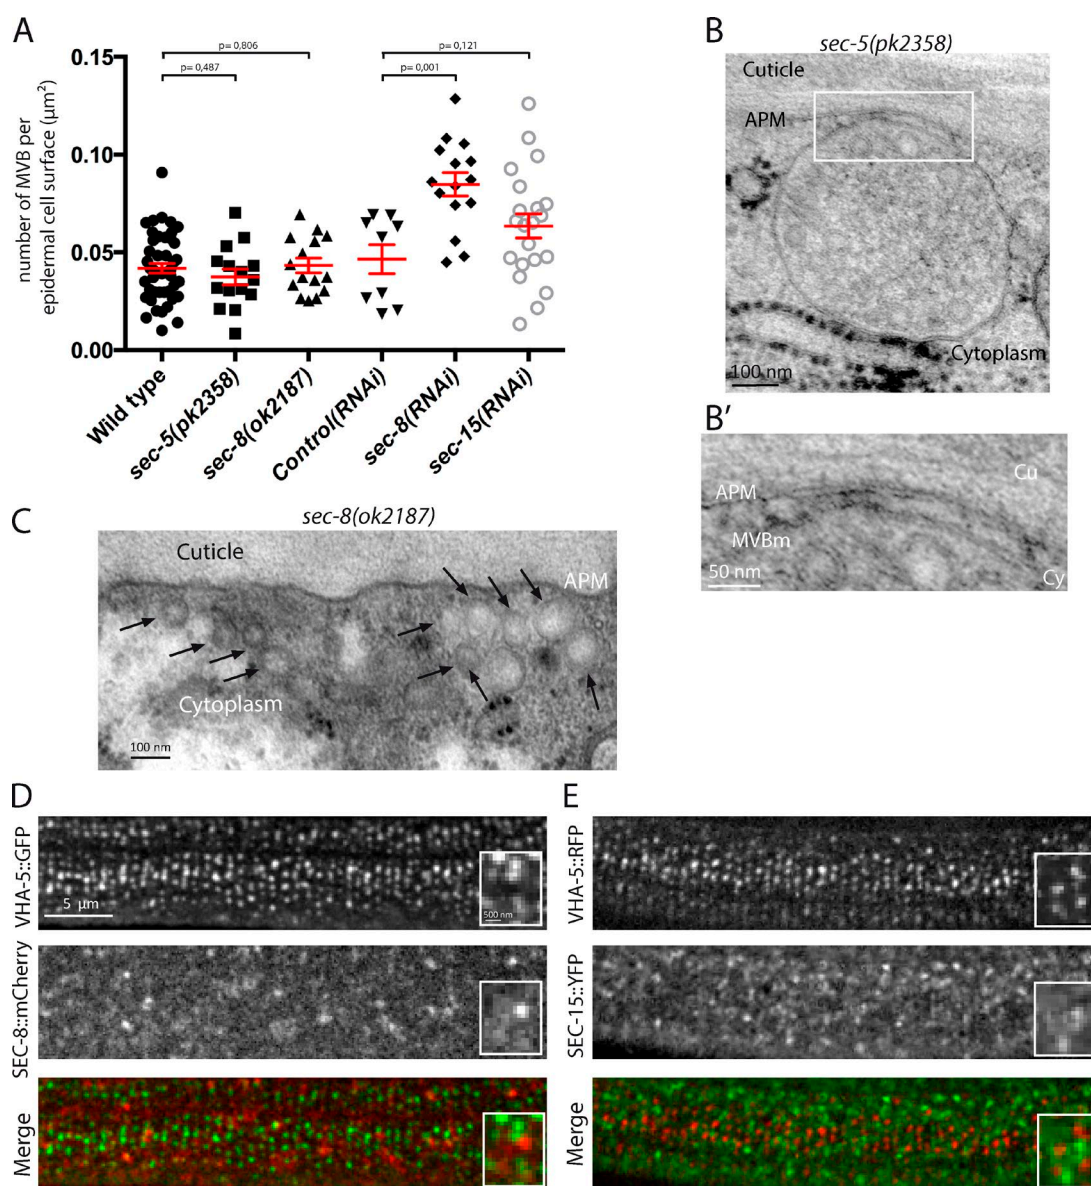 A
0.15
0.10
0.05
0.00
number of MVB per
epidermal cell surface (µm²)
p= 0,806
p= 0,487
p= 0,121
p= 0,001
Wild type
sec-5(pk2358)
sec-8(ok2187)
Control(RNAi)
sec-8(RNAi)
sec-15(RNAi)
B
sec-5(pk2358)
Cuticle
APM
Cytoplasm
100 nm
B'
Cu
APM
MVBm
50 nm
Cy
C
sec-8(ok2187)
Cuticle
APM
Cytoplasm
100 nm
D
VHA-5::GFP
5 µm
500 nm
SEC-8::mCherry
Merge
E
VHA-5::RFP
SEC-15::YFP
Merge